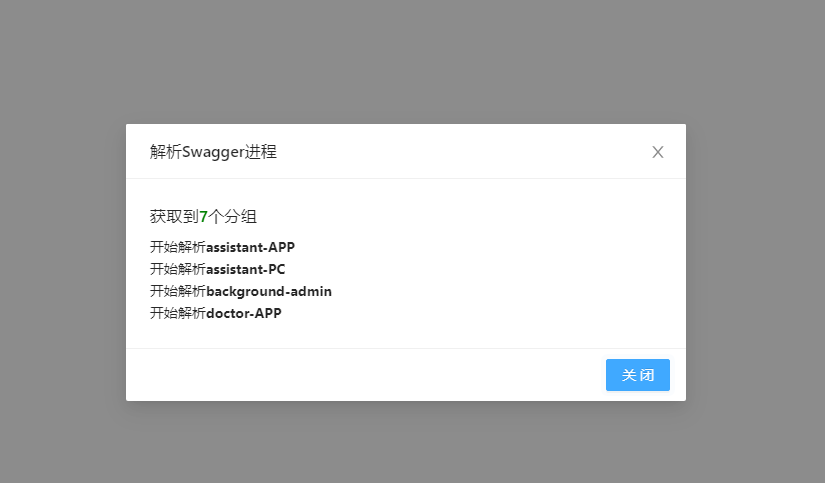 解析Swagger进程
获取到7个分组
开始解析assistant-APP
开始解析assistant-PC
开始解析background-admin
开始解析doctor-APP
关 闭